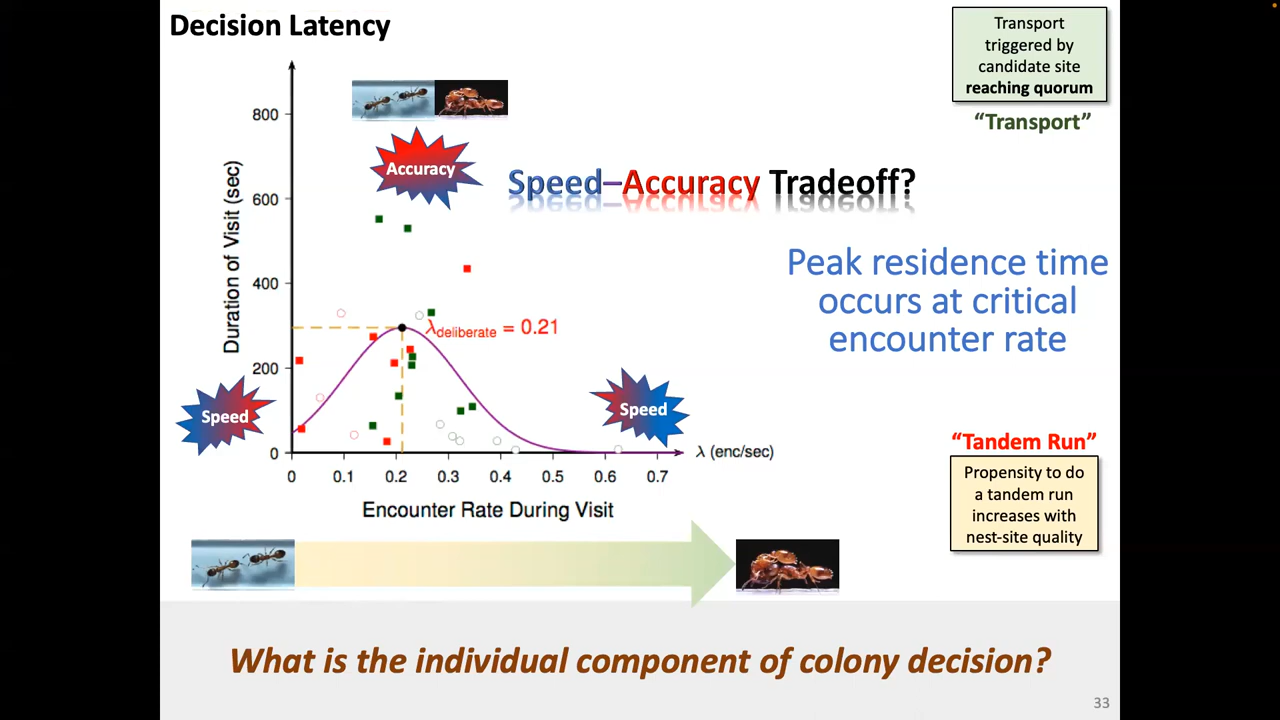 Decision Latency
Transport
triggered by
candidate site
reaching quorum
“Transport”
Accuracy
Speed–Accuracy Tradeoff?
Peak residence time
occurs at critical
encounter rate
Duration of Visit (sec)
800
600
400
200
0
λdeliberate = 0.21
Speed
Speed
λ (enc/sec)
0 0.1 0.2 0.3 0.4 0.5 0.6 0.7
Encounter Rate During Visit
“Tandem Run”
Propensity to do
a tandem run
increases with
nest-site quality
What is the individual component of colony decision?
33